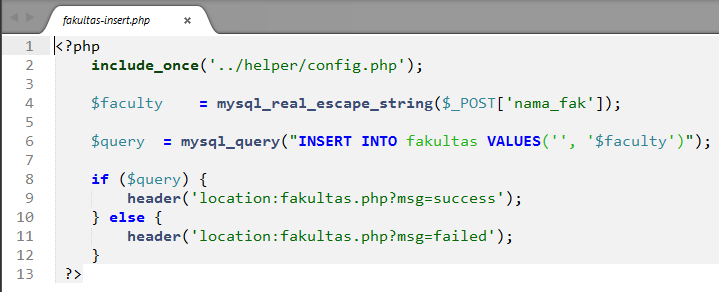 fakultas-insert.php ×
1 <?php
2 include_once('../helper/config.php');
3
4 $faculty = mysql_real_escape_string($_POST['nama_fak']);
5
6 $query = mysql_query("INSERT INTO fakultas VALUES('', '$faculty')");
7
8 if ($query) {
9 header('location:fakultas.php?msg=success');
10 } else {
11 header('location:fakultas.php?msg=failed');
12 }
13 ?>